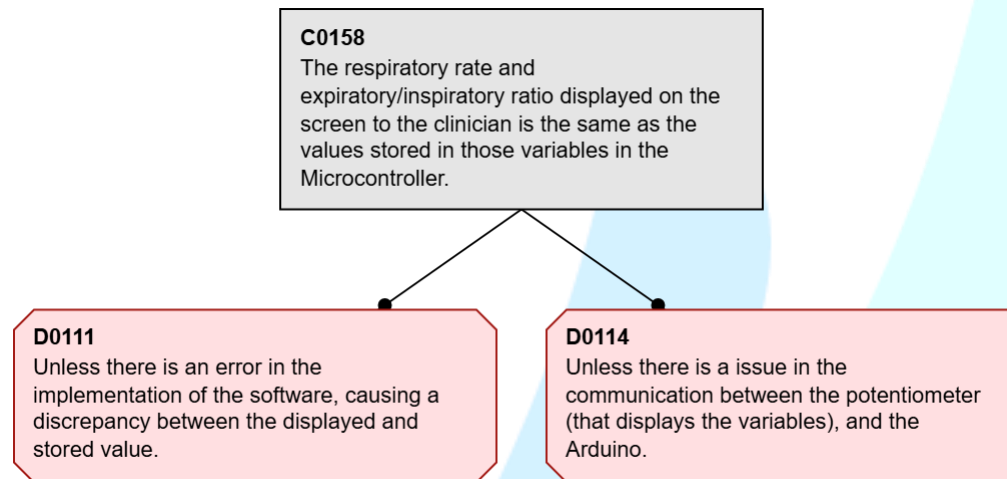 C0158
The respiratory rate and
expiratory/inspiratory ratio displayed on the
screen to the clinician is the same as the
values stored in those variables in the
Microcontroller.
D0111
Unless there is an error in the
implementation of the software, causing a
discrepancy between the displayed and
stored value.
D0114
Unless there is a issue in the
communication between the potentiometer
(that displays the variables), and the
Arduino.